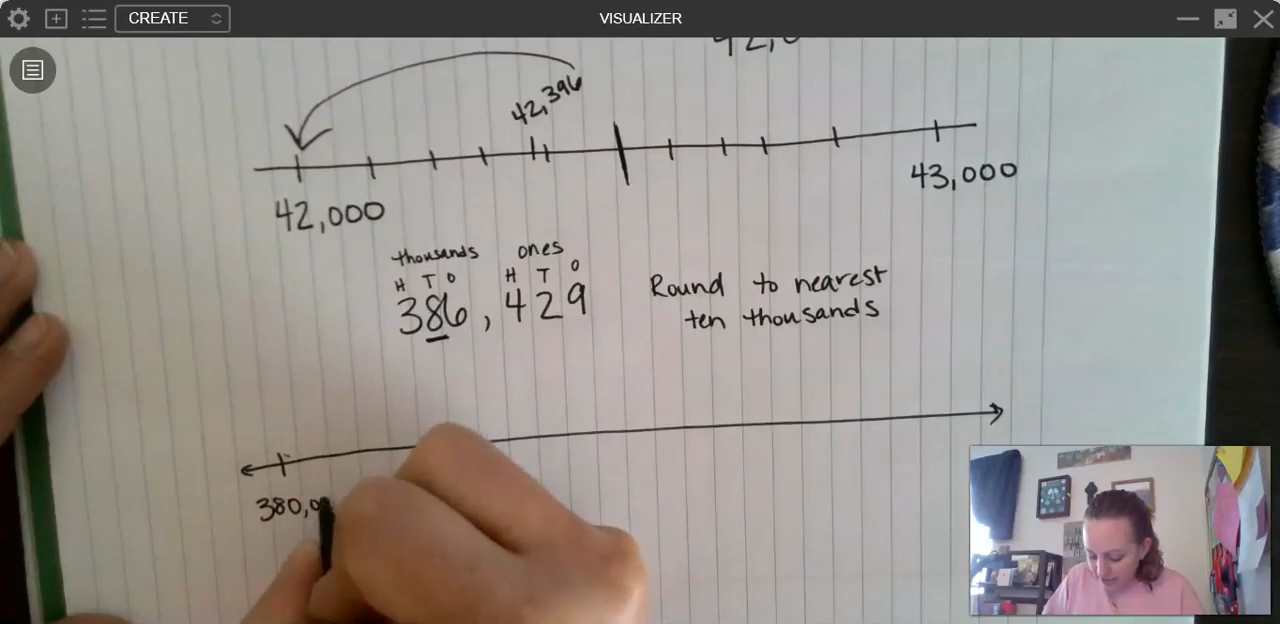 CREATE
VISUALIZER
42,396
42,000
43,000
thousands ones
H T O H T O
386,429
Round to nearest
ten thousands